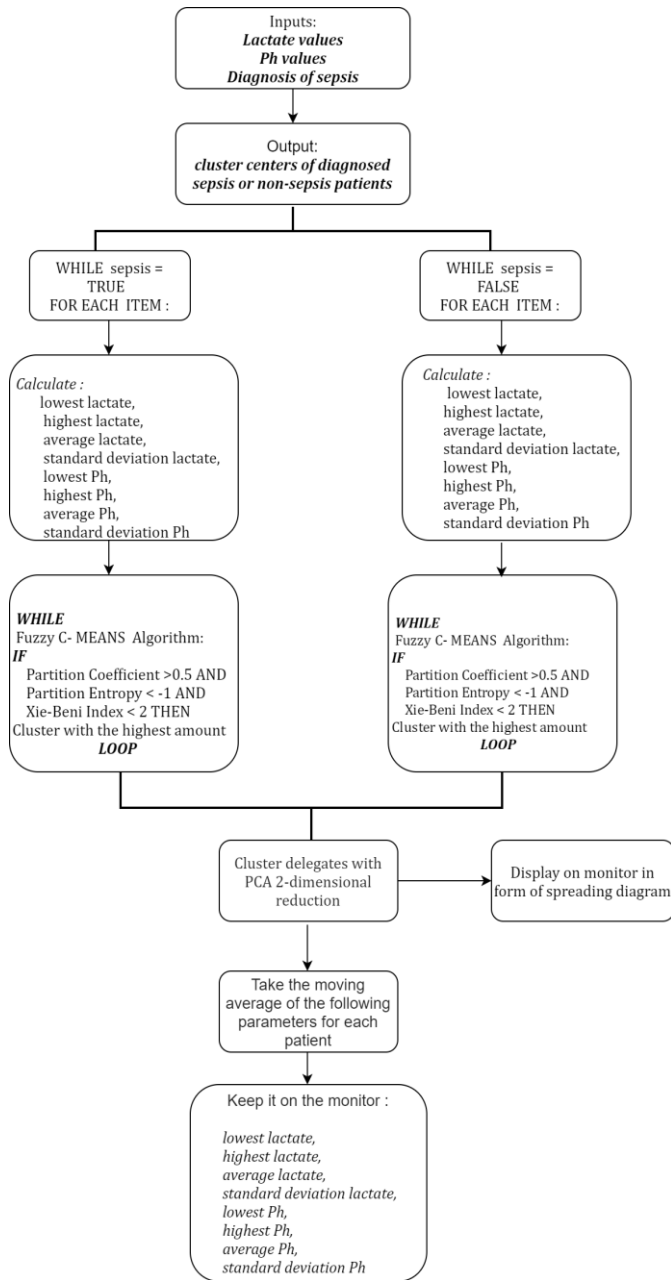 Inputs:
Lactate values
Ph values
Diagnosis of sepsis
Output:
cluster centers of diagnosed
sepsis or non-sepsis patients
WHILE sepsis =
TRUE
FOR EACH ITEM :
WHILE sepsis =
FALSE
FOR EACH ITEM :
Calculate :
lowest lactate,
highest lactate,
average lactate,
standard deviation lactate,
lowest Ph,
highest Ph,
average Ph,
standard deviation Ph
Calculate :
lowest lactate,
highest lactate,
average lactate,
standard deviation lactate,
lowest Ph,
highest Ph,
average Ph,
standard deviation Ph
WHILE
Fuzzy C- MEANS Algorithm:
IF
Partition Coefficient >0.5 AND
Partition Entropy < -1 AND
Xie-Beni Index < 2 THEN
Cluster with the highest amount
LOOP
WHILE
Fuzzy C- MEANS Algorithm:
IF
Partition Coefficient >0.5 AND
Partition Entropy < -1 AND
Xie-Beni Index < 2 THEN
Cluster with the highest amount
LOOP
Cluster delegates with
PCA 2-dimensional
reduction
Display on monitor in
form of spreading diagram
Take the moving
average of the following
parameters for each
patient
Keep it on the monitor :
lowest lactate,
highest lactate,
average lactate,
standard deviation lactate,
lowest Ph,
highest Ph,
average Ph,
standard deviation Ph